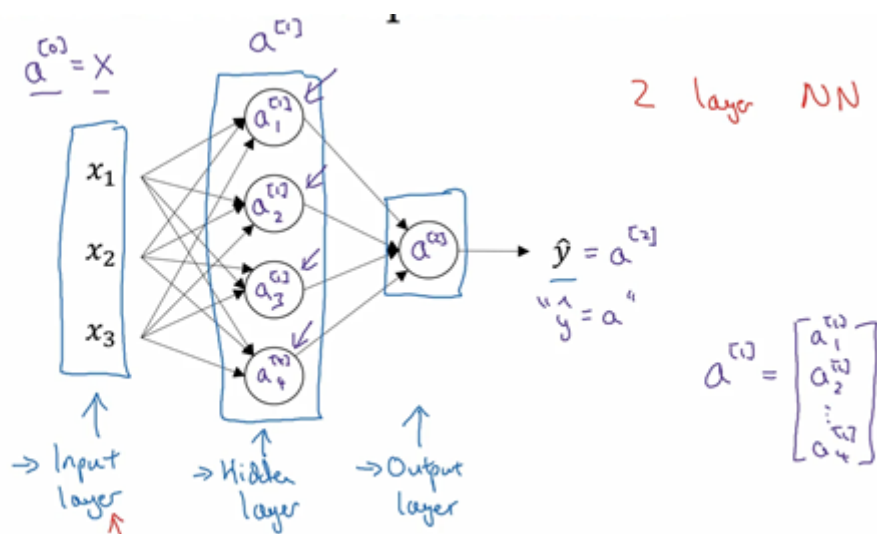 a^[1]
a^[0] = X
2 layer NN
x₁
x₂
x₃
a₁^[1]
a₂^[1]
a₃^[1]
a₄^[1]
a^[2]
ŷ = a^[2]
"ŷ = a"
a^[1] = [a₁^[1]
a₂^[1]
⋮
a₄^[1]]
→ Input
layer
→ Hidden
layer
→ Output
layer